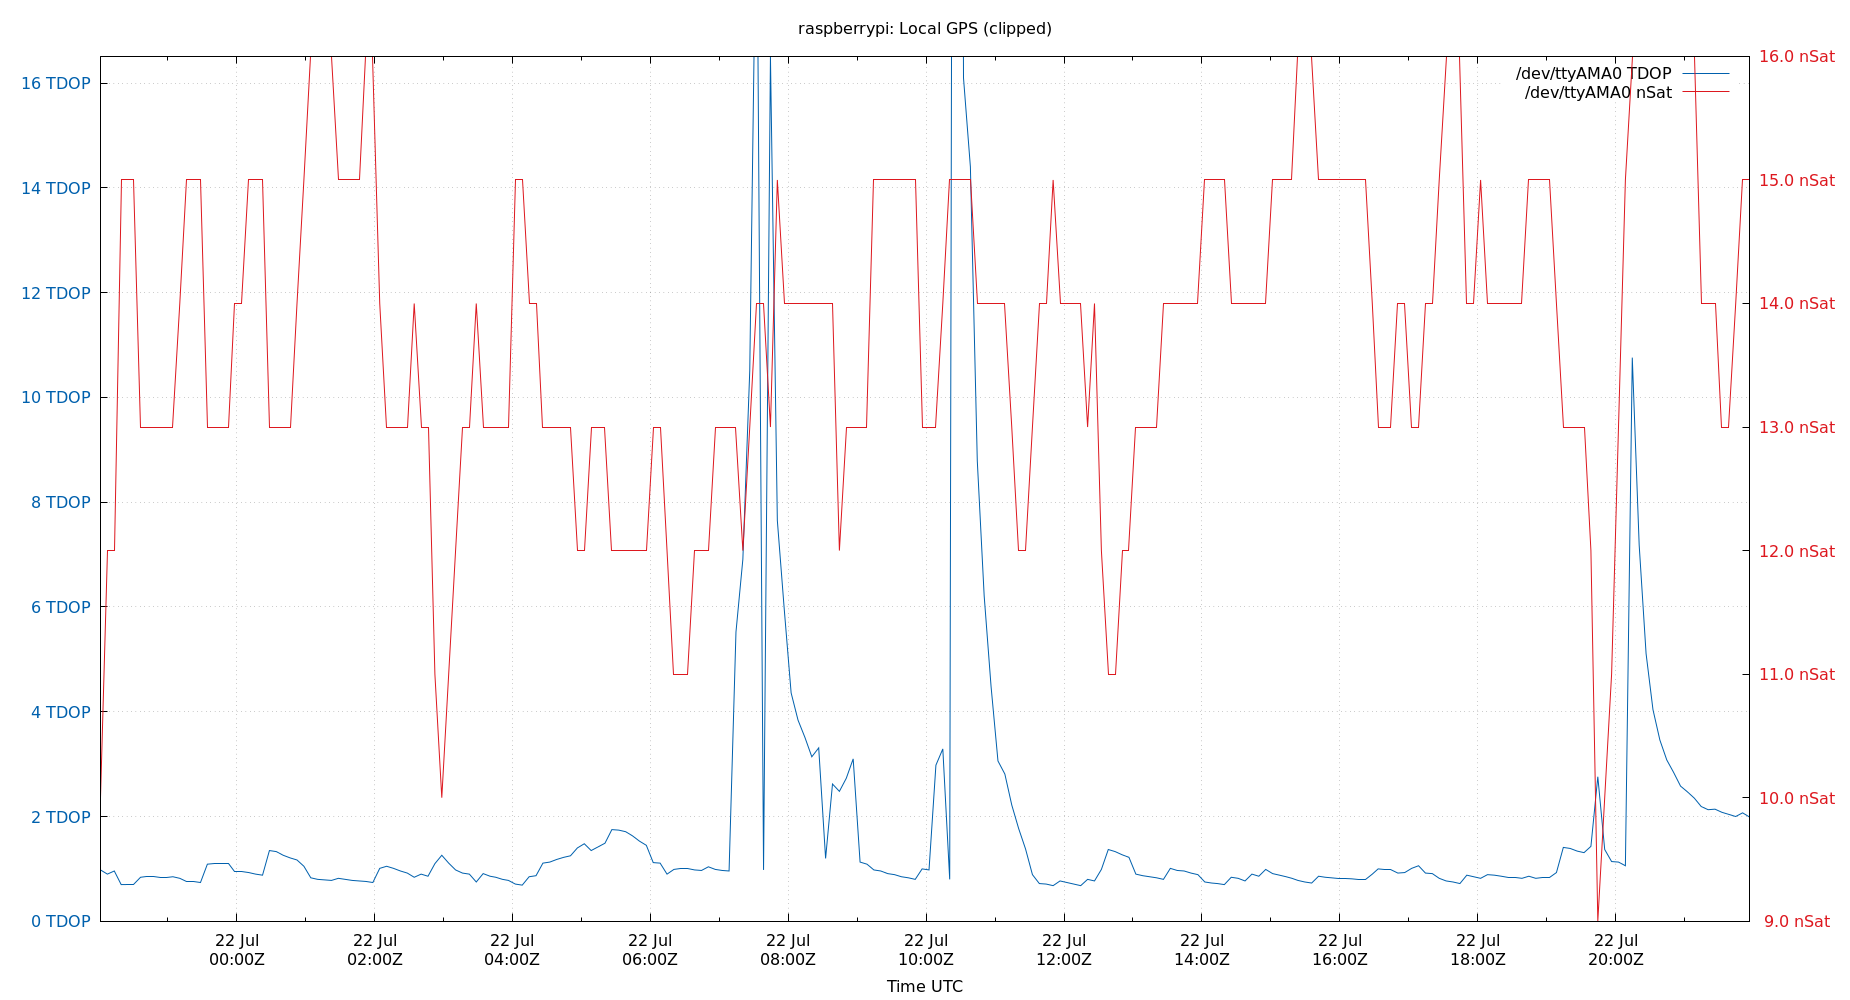 raspberrypi: Local GPS (clipped)
16 TDOP
14 TDOP
12 TDOP
10 TDOP
8 TDOP
6 TDOP
4 TDOP
2 TDOP
0 TDOP
16.0 nSat
15.0 nSat
14.0 nSat
13.0 nSat
12.0 nSat
11.0 nSat
10.0 nSat
9.0 nSat
/dev/ttyAMA0 TDOP
/dev/ttyAMA0 nSat
22 Jul
00:00Z
22 Jul
02:00Z
22 Jul
04:00Z
22 Jul
06:00Z
22 Jul
08:00Z
22 Jul
10:00Z
22 Jul
12:00Z
22 Jul
14:00Z
22 Jul
16:00Z
22 Jul
18:00Z
22 Jul
20:00Z
Time UTC